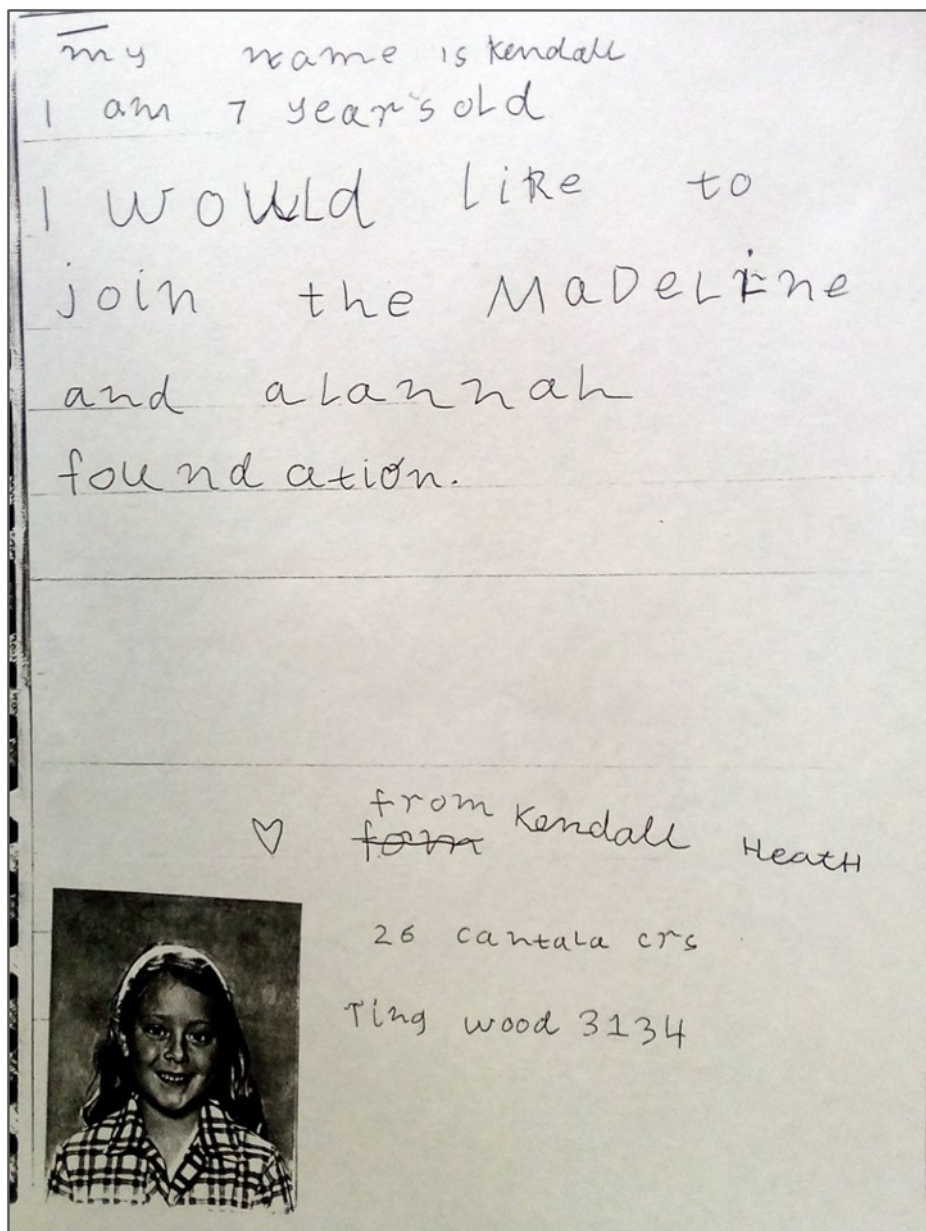 my name is Kendall
I am 7 year's old
I WOULd LiKe to
join the MaDeLine
and aLannah
foundation.
from Kendall HeatH
form
26 cantala crs
Ting wood 3134